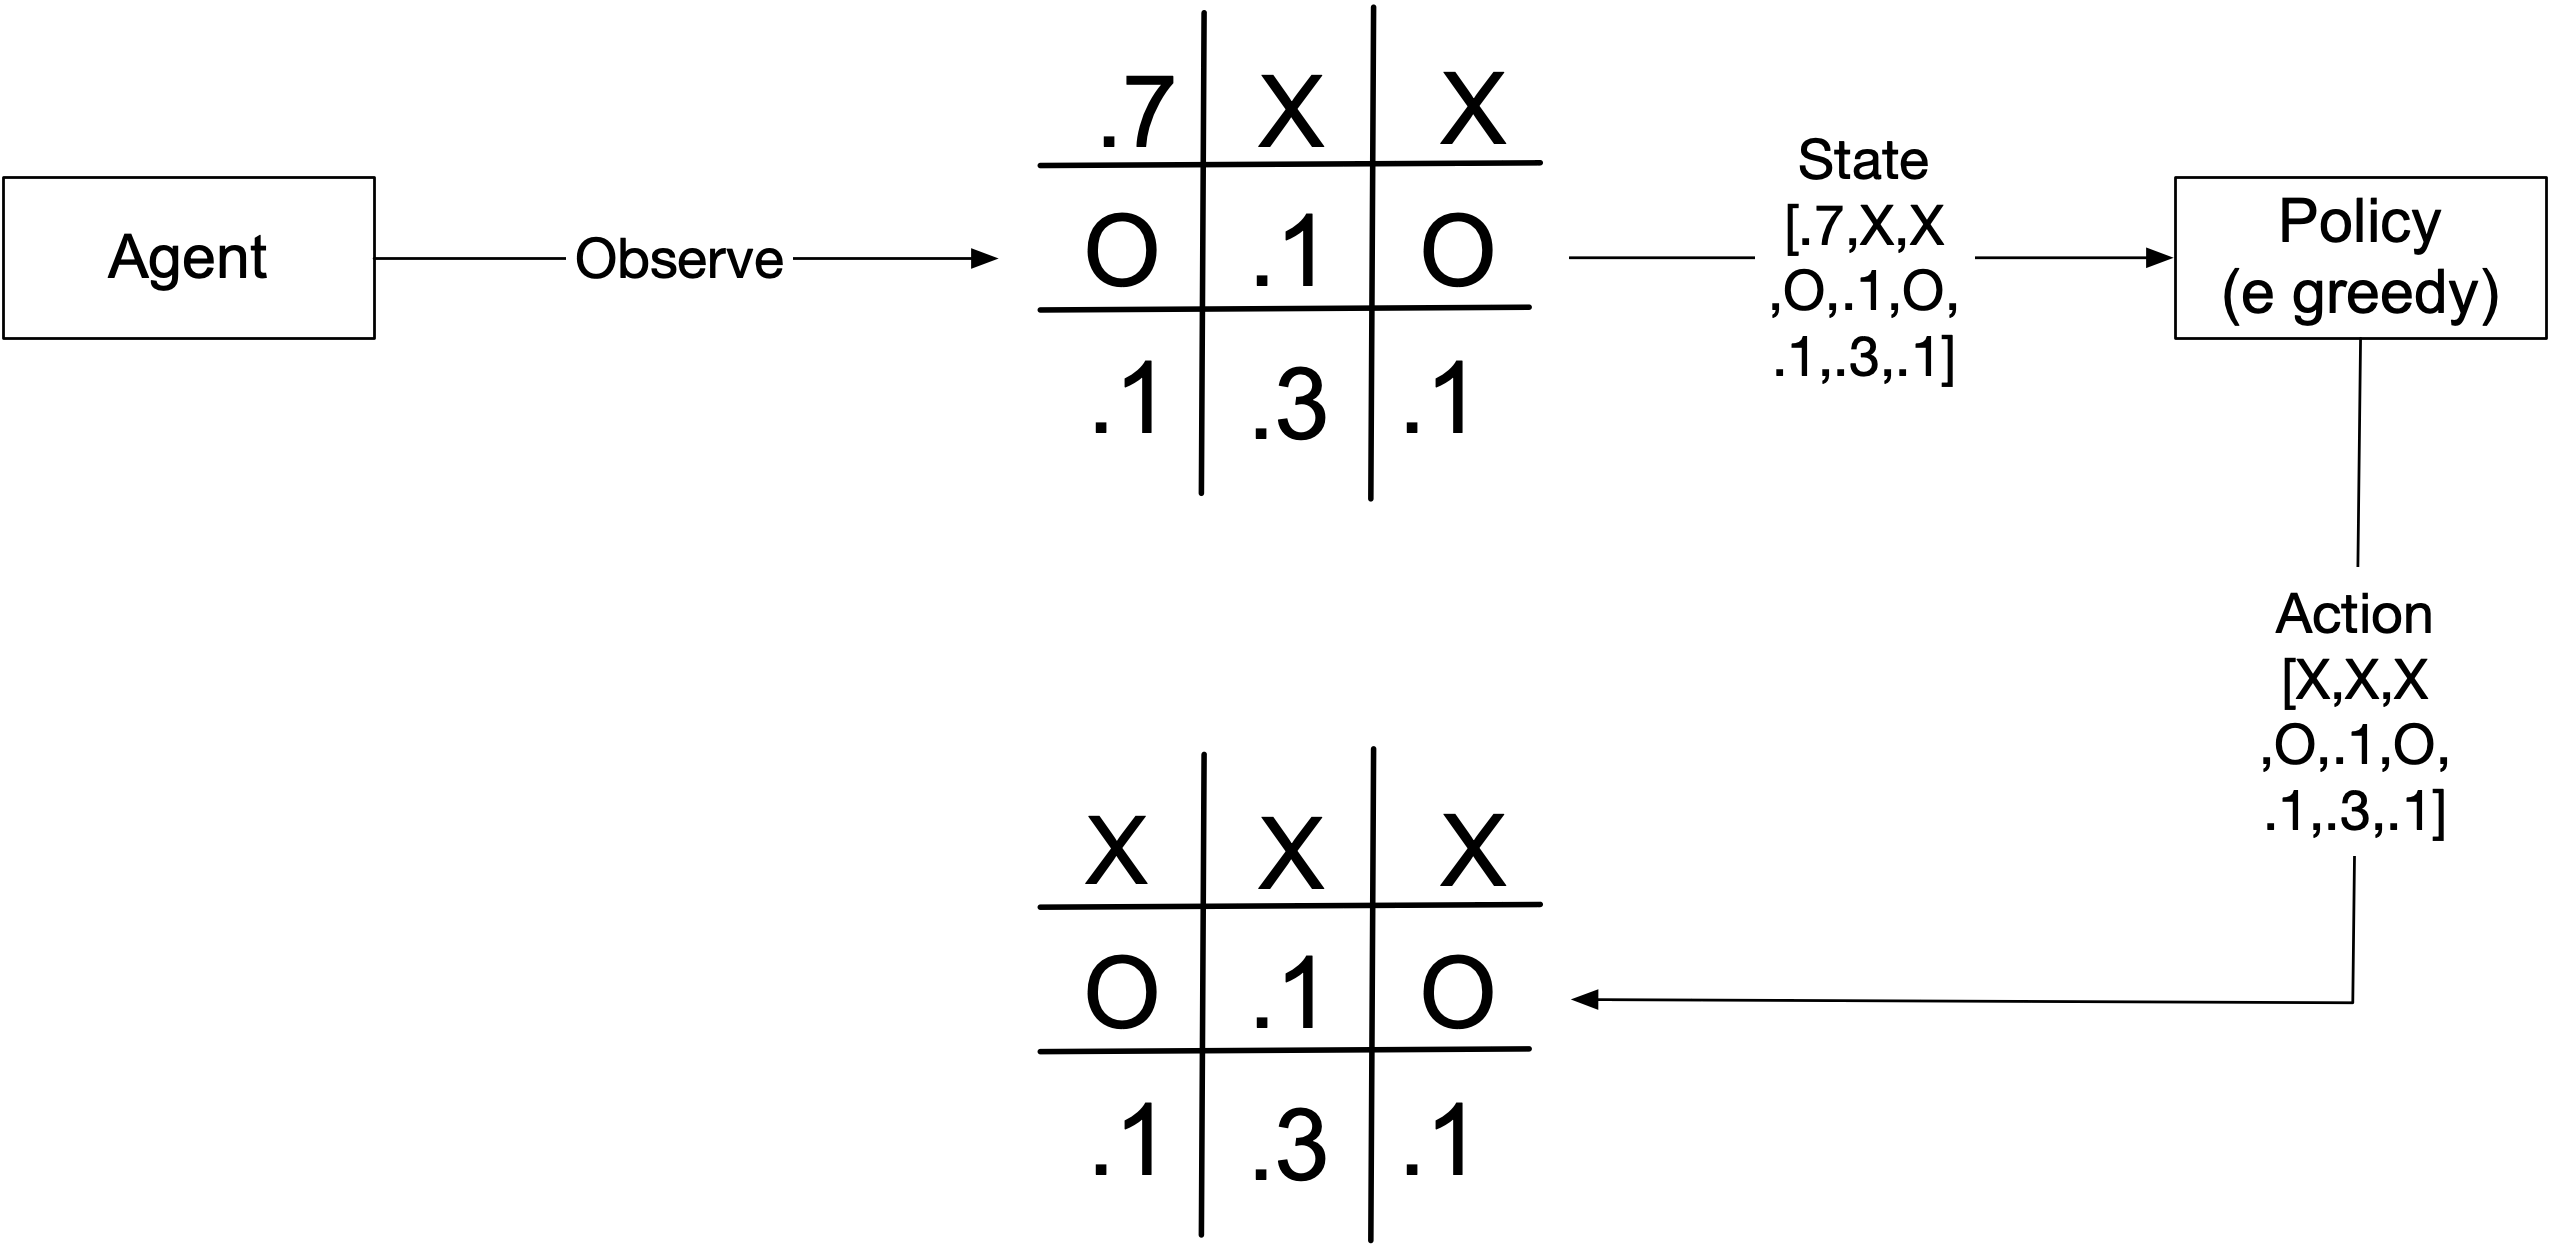 Agent
Observe
.7 X X
O .1 O
.1 .3 .1
State
[.7,X,X
,O,.1,O,
.1,.3,.1]
Policy
(e greedy)
Action
[X,X,X
,O,.1,O,
.1,.3,.1]
X X X
O .1 O
.1 .3 .1